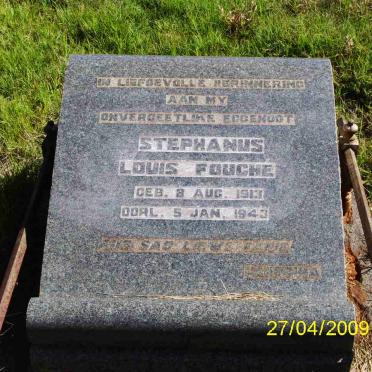 IN LIEFDEVOLLE HERINNERING
AAN MY
ONVERGEETLIKE EGGENOOT
STEPHANUS
LOUIS FOUCHE
GEB. 8 AUG. 1913
OORL. 5 JAN. 1943
27/04/2009